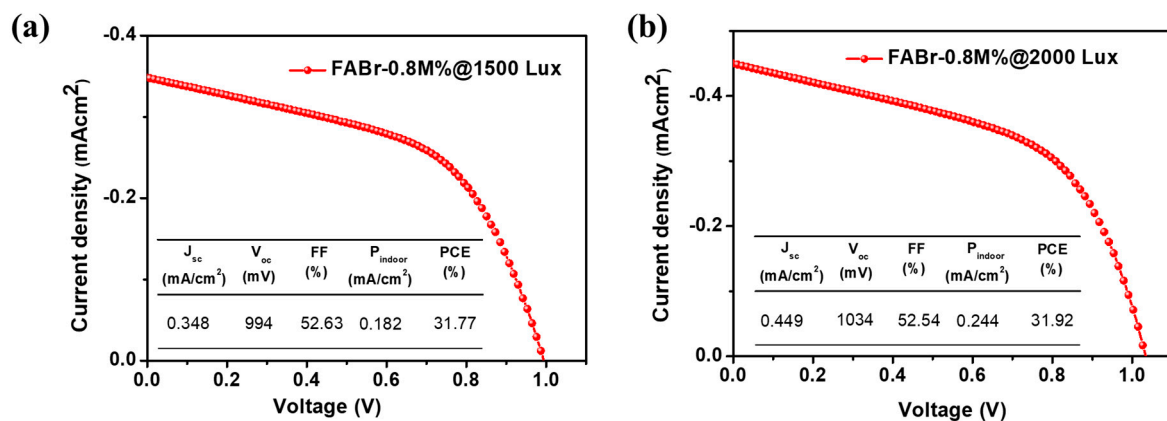 (a)
-0.4
-0.2
0.0
Current density (mAcm²)
FABr-0.8M%@1500 Lux
Jsc Voc FF Pindoor PCE
(mA/cm²) (mV) (%) (mA/cm²) (%)
0.348 994 52.63 0.182 31.77
0.0 0.2 0.4 0.6 0.8 1.0
Voltage (V)
(b)
-0.4
-0.2
0.0
Current density (mAcm²)
FABr-0.8M%@2000 Lux
Jsc Voc FF Pindoor PCE
(mA/cm²) (mV) (%) (mA/cm²) (%)
0.449 1034 52.54 0.244 31.92
0.0 0.2 0.4 0.6 0.8 1.0
Voltage (V)